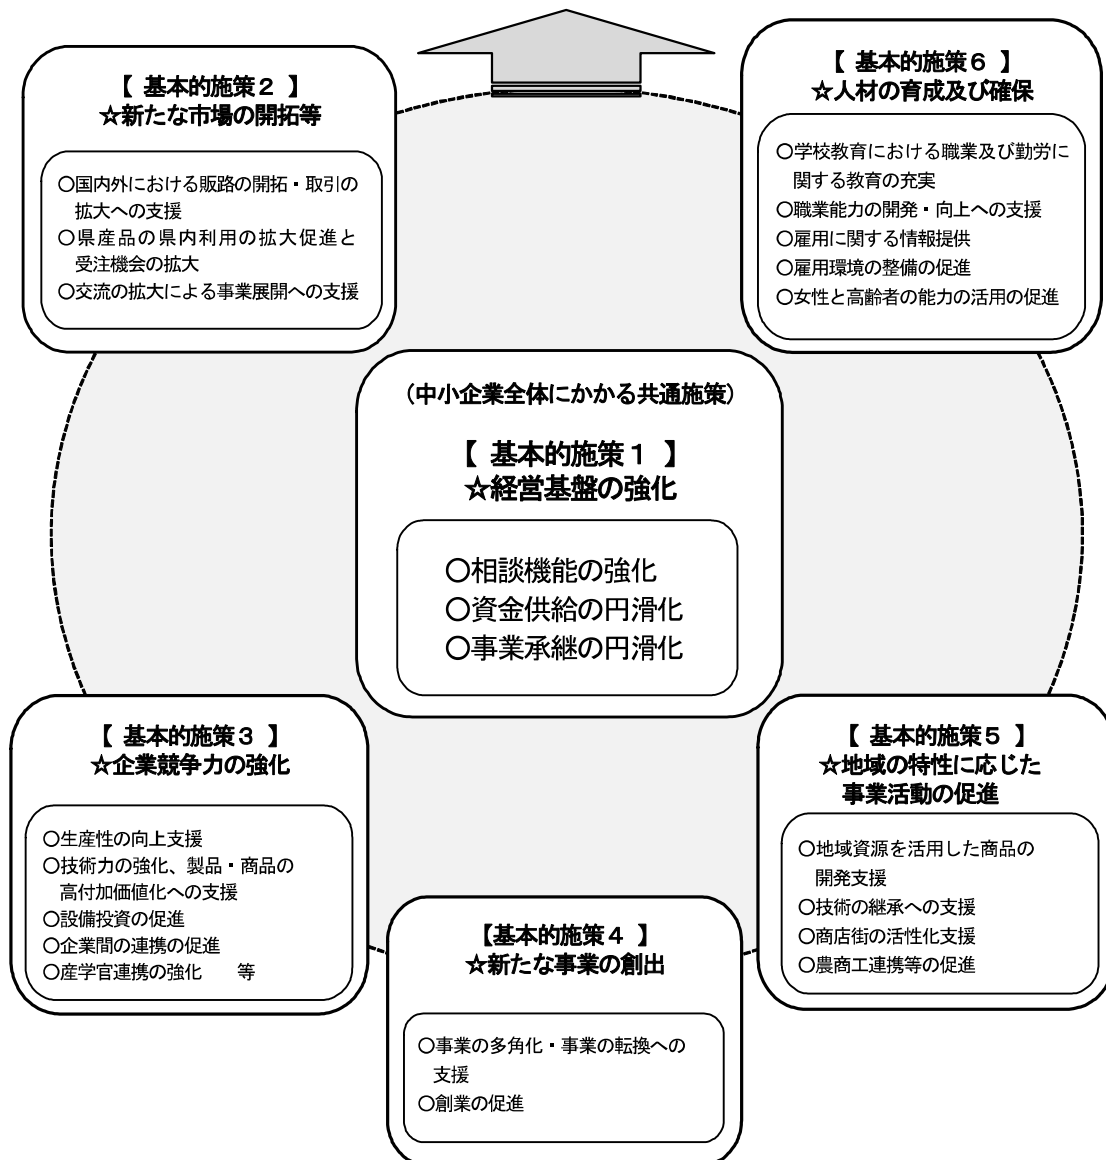 【 基本的施策２ 】
☆新たな市場の開拓等
○国内外における販路の開拓・取引の
拡大への支援
○県産品の県内利用の拡大促進と
受注機会の拡大
○交流の拡大による事業展開への支援
【 基本的施策６ 】
☆人材の育成及び確保
○学校教育における職業及び勤労に
関する教育の充実
○職業能力の開発・向上への支援
○雇用に関する情報提供
○雇用環境の整備の促進
○女性と高齢者の能力の活用の促進
（中小企業全体にかかる共通施策）
【 基本的施策１ 】
☆経営基盤の強化
○相談機能の強化
○資金供給の円滑化
○事業承継の円滑化
【 基本的施策３ 】
☆企業競争力の強化
○生産性の向上支援
○技術力の強化、製品・商品の
高付加価値化への支援
○設備投資の促進
○企業間の連携の促進
○産学官連携の強化　　等
【基本的施策４ 】
☆新たな事業の創出
○事業の多角化・事業の転換への
支援
○創業の促進
【 基本的施策５ 】
☆地域の特性に応じた
事業活動の促進
○地域資源を活用した商品の
開発支援
○技術の継承への支援
○商店街の活性化支援
○農商工連携等の促進